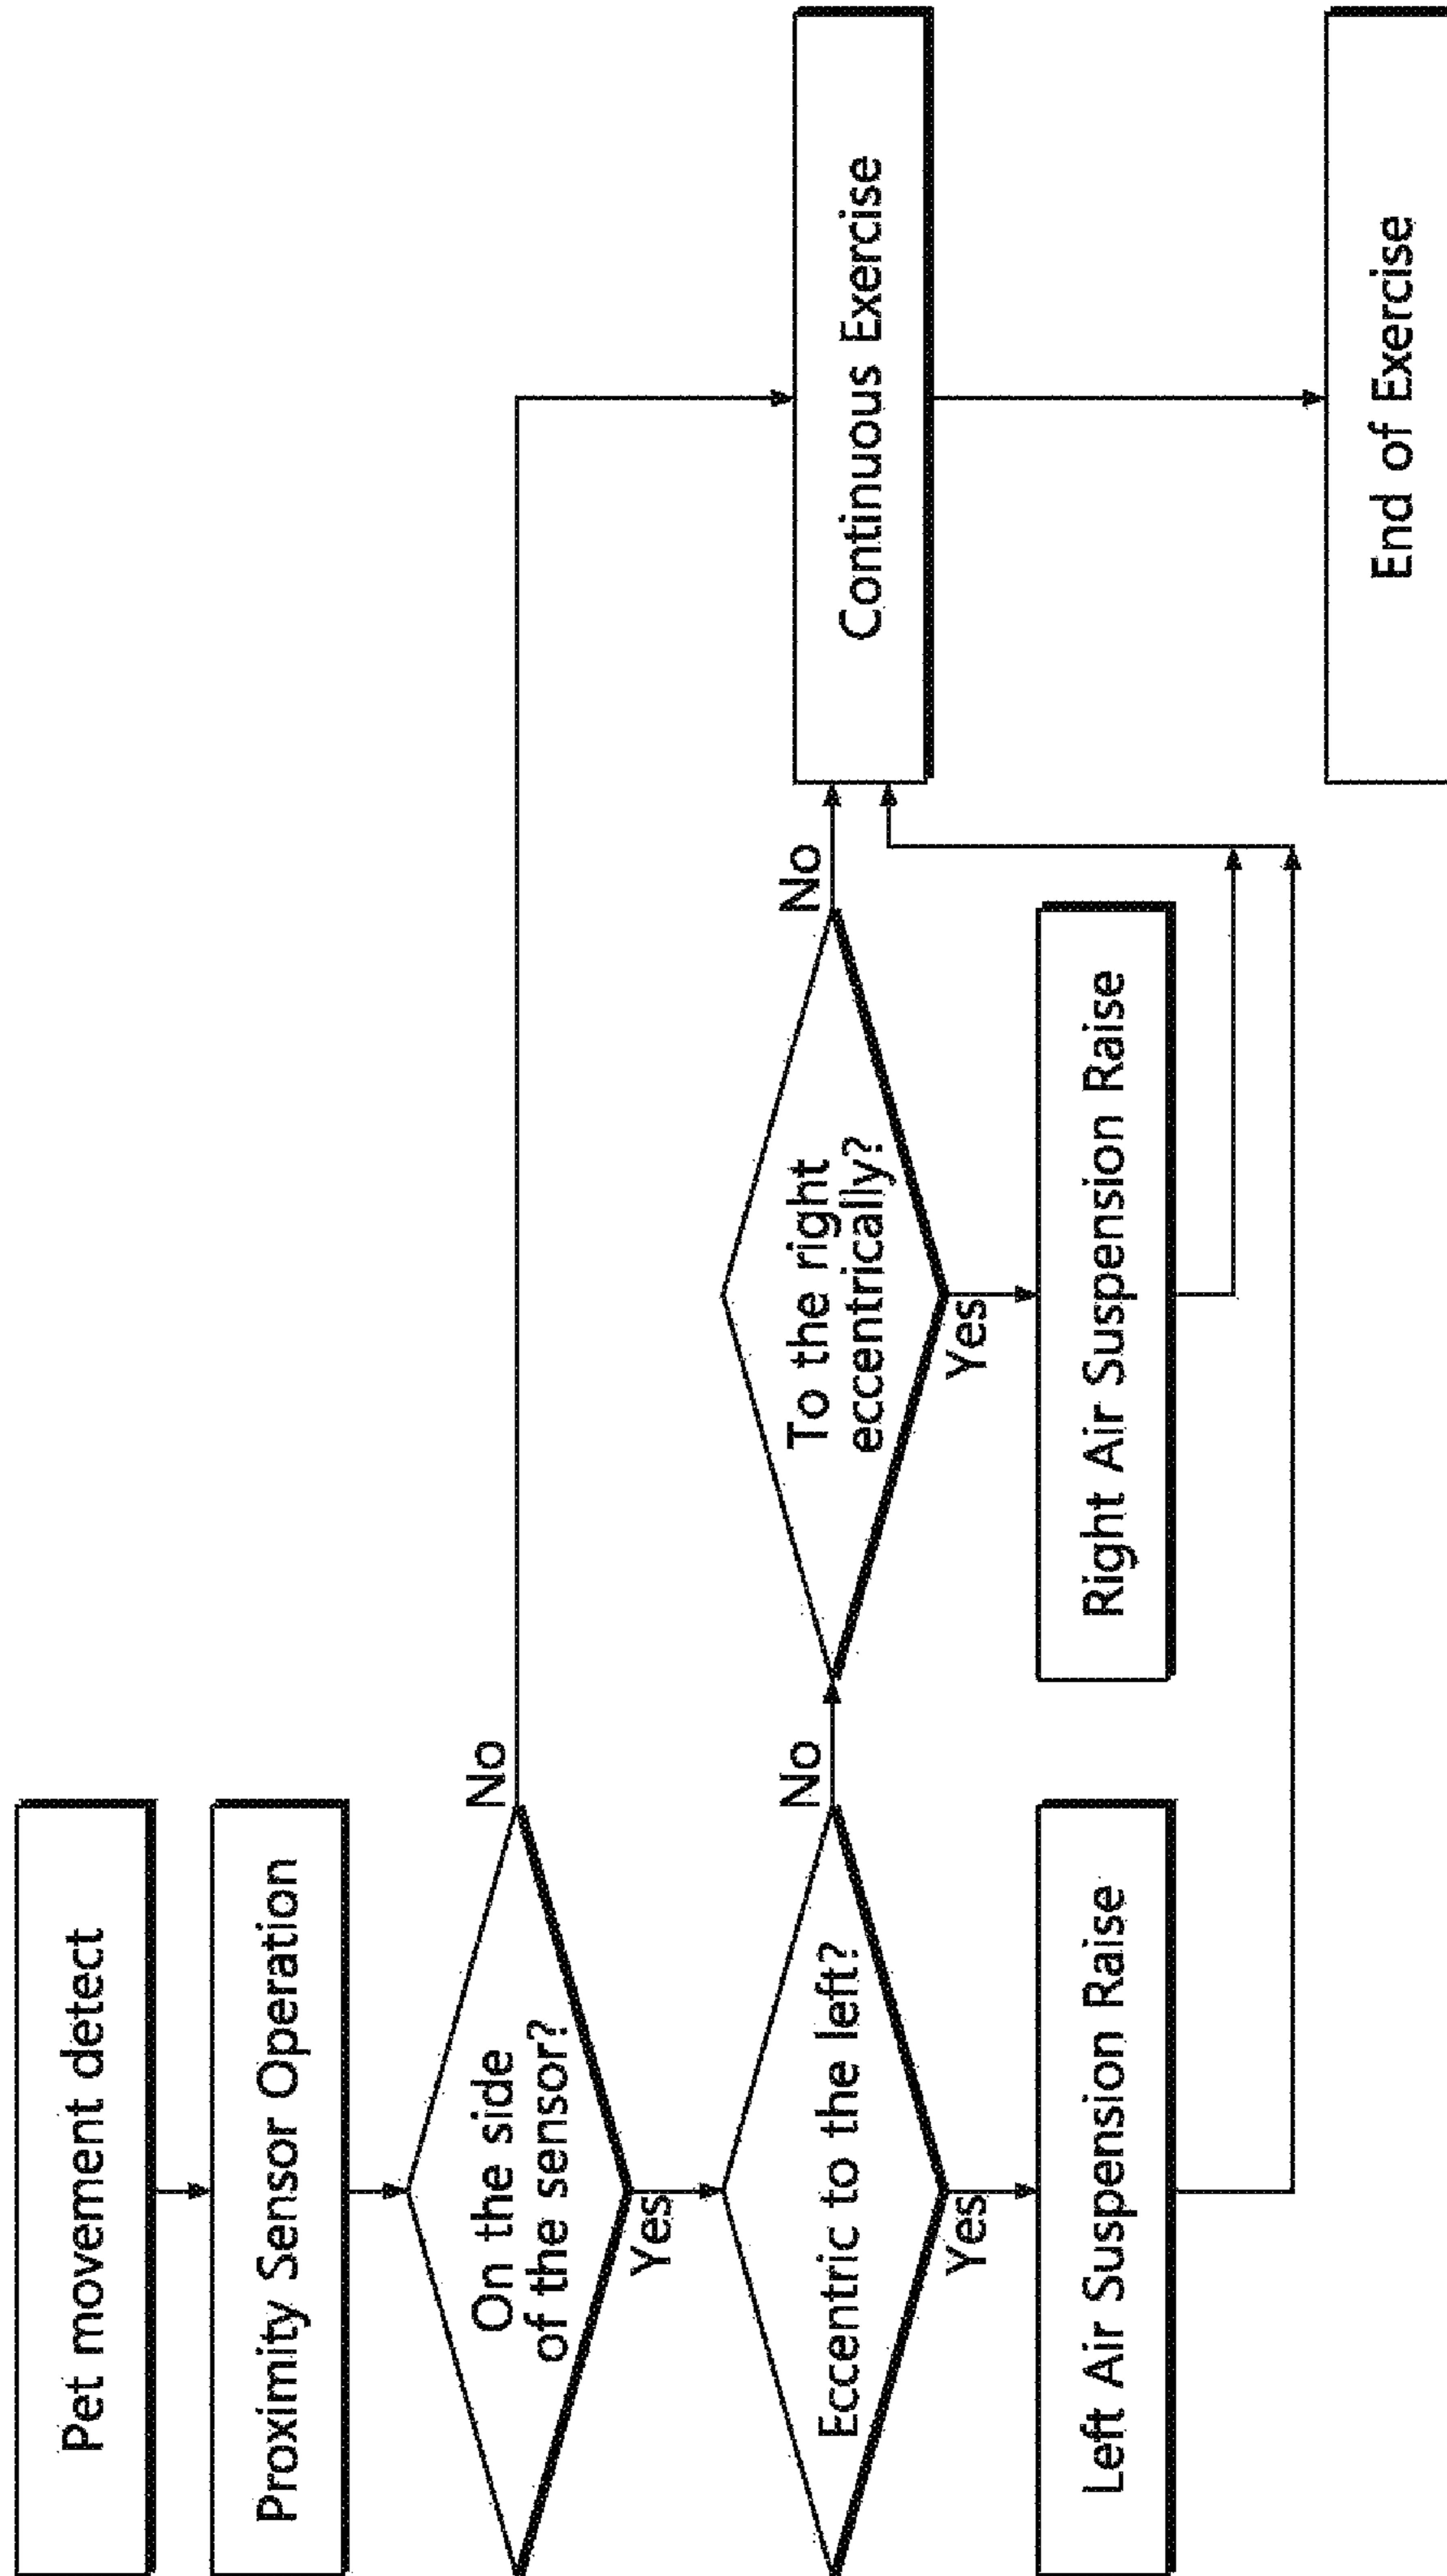 Pet movement detect
Proximity Sensor Operation
On the side
of the sensor?
No
Yes
Eccentric to the left?
No
Yes
Left Air Suspension Raise
To the right
eccentrically?
No
Yes
Right Air Suspension Raise
Continuous Exercise
End of Exercise